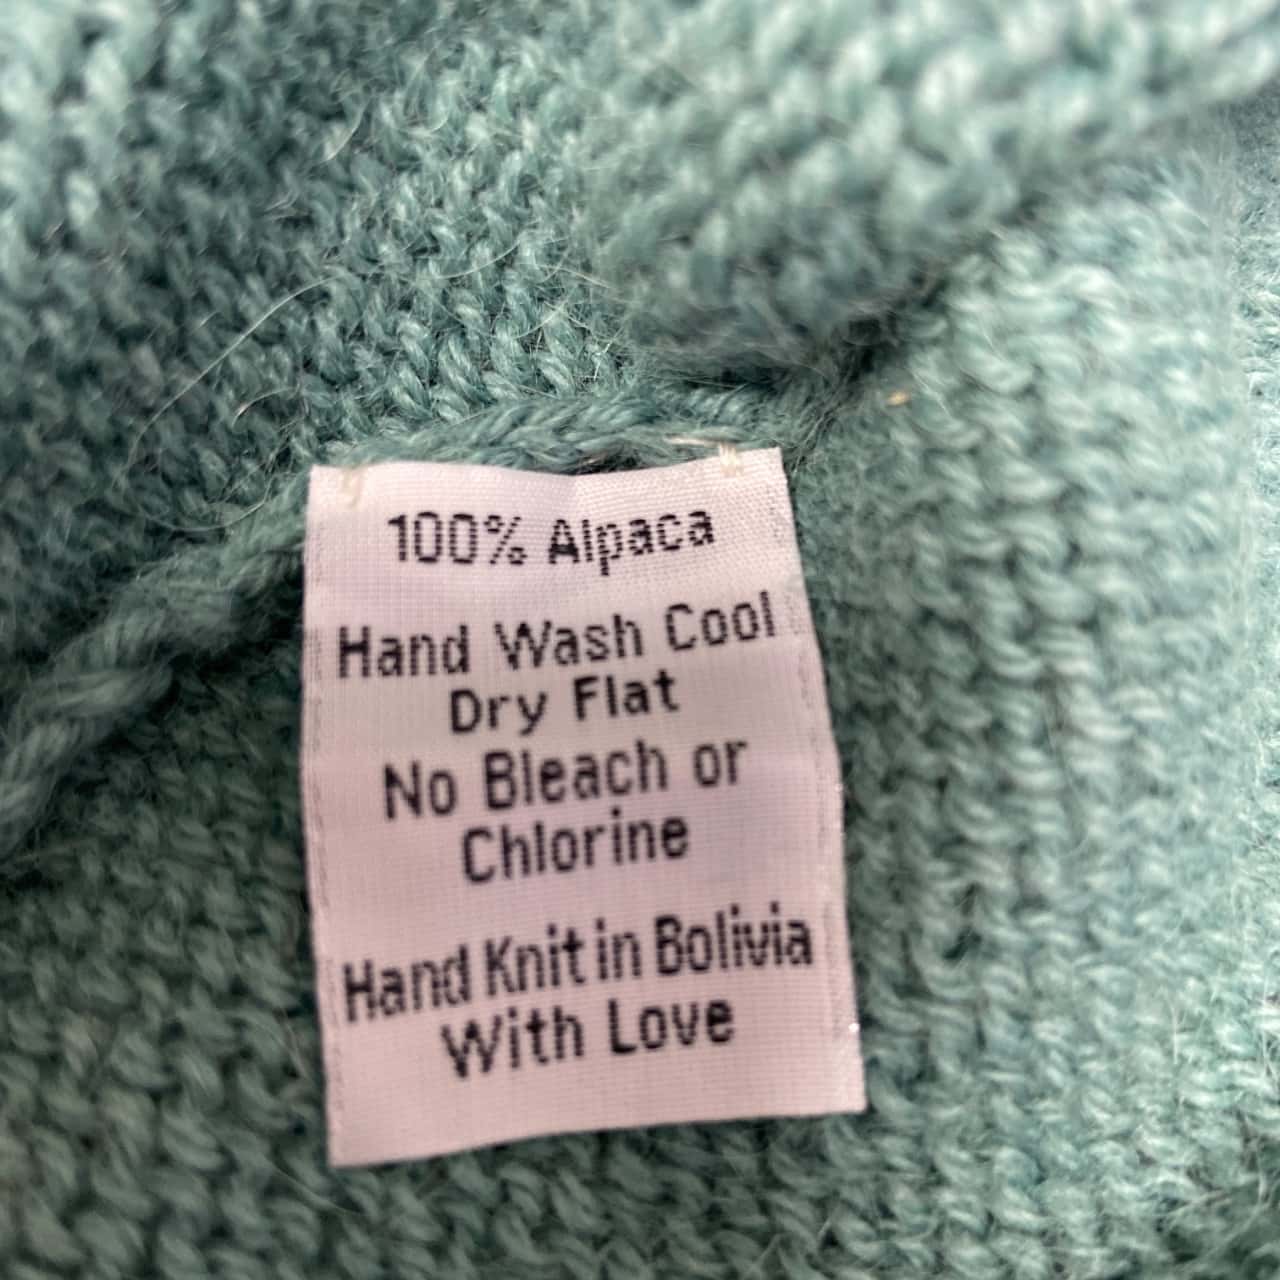 100% Alpaca
Hand Wash Cool
Dry Flat
No Bleach or
Chlorine
Hand Knit in Bolivia
With Love